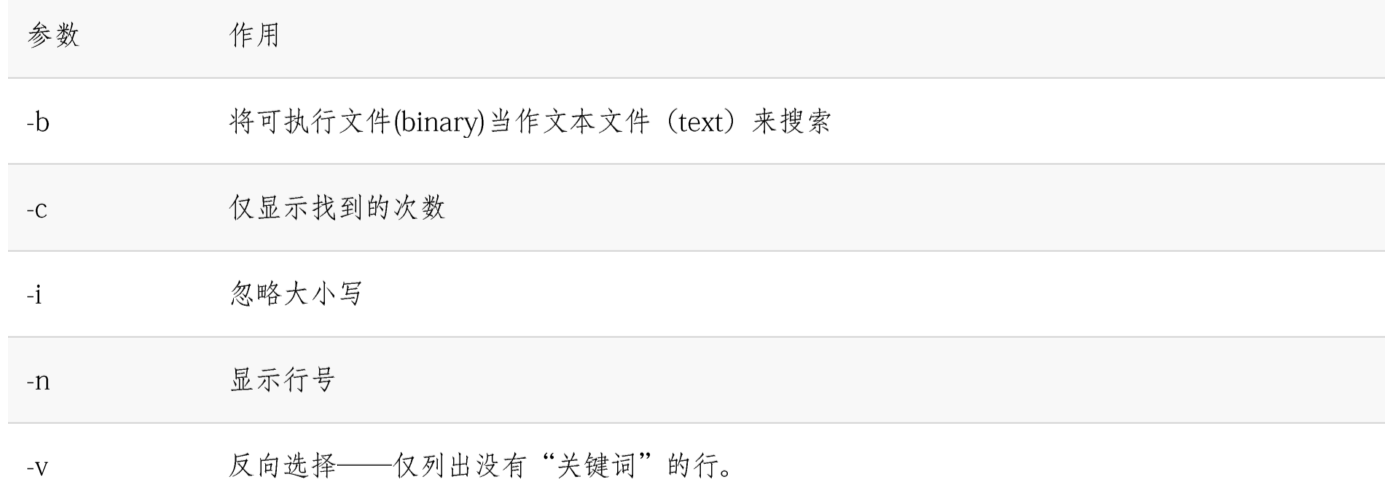 参数 作用
-b 将可执行文件(binary)当作文本文件（text）来搜索
-c 仅显示找到的次数
-i 忽略大小写
-n 显示行号
-v 反向选择——仅列出没有“关键词”的行。